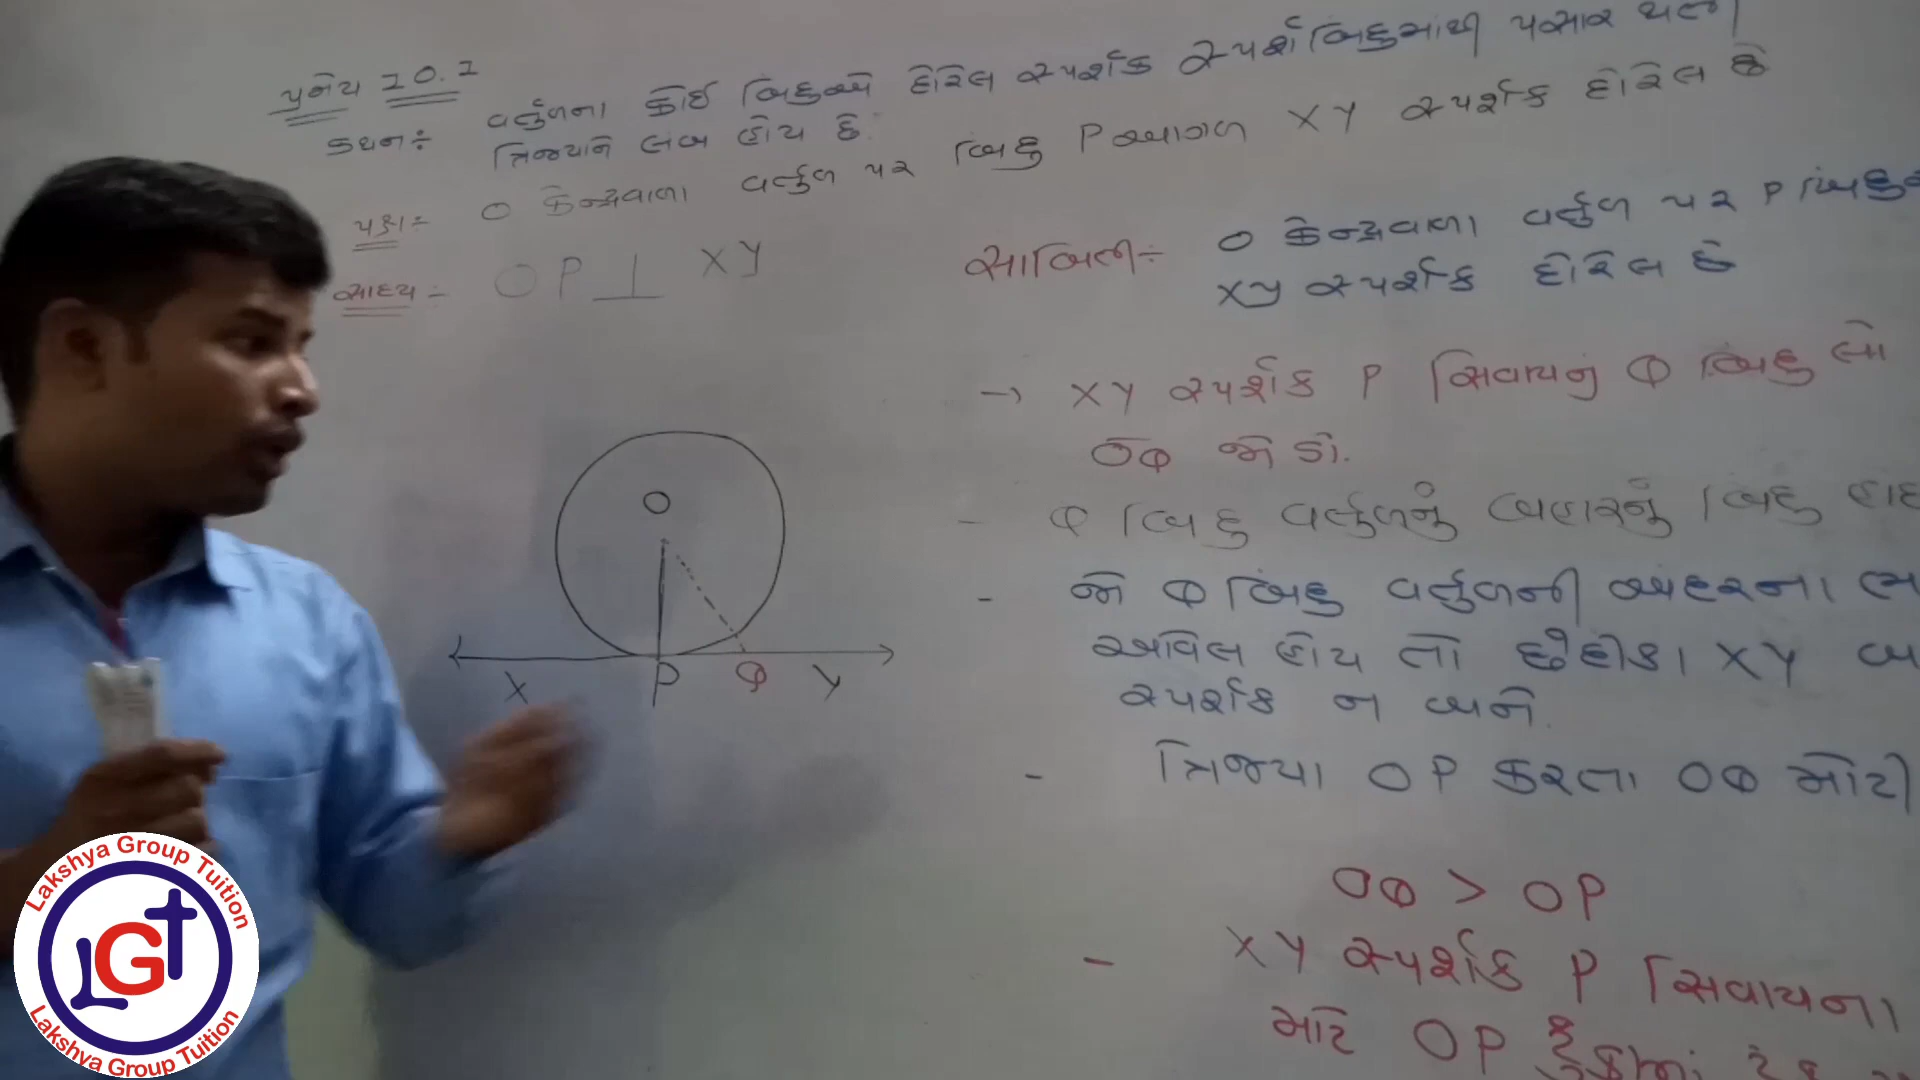 પ્રમેય 10.1
કથન ÷ વર્તુળના કોઈ બિંદુએ દોરેલ સ્પર્શક સ્પર્શબિંદુમાંથી પસાર થતી
ત્રિજ્યાને લંબ હોય છે.
પક્ષ ÷ O કેન્દ્રવાળા વર્તુળ પર બિંદુ P આગળ XY સ્પર્શક દોરેલ છે
સાધ્ય :- OP ⊥ XY
O
X P Q Y
સાબિતી ÷ O કેન્દ્રવાળા વર્તુળ પર P
XY સ્પર્શક દોરેલ છે
→ XY સ્પર્શક P સિવાયનું Q બિંદુ લો
OQ જોડો.
- Q બિંદુ વર્તુળનું બહારનું બિંદુ
- જો Q બિંદુ વર્તુળની અંદરના
આવેલ હોય તો છેદીકા XY
સ્પર્શક ન બને.
- ત્રિજ્યા OP કરતા OQ મોટી
OQ > OP
- XY સ્પર્શક P સિવાયના
માટે OP
Lakshya Group Tuition
LGT
Lakshya Group Tuition